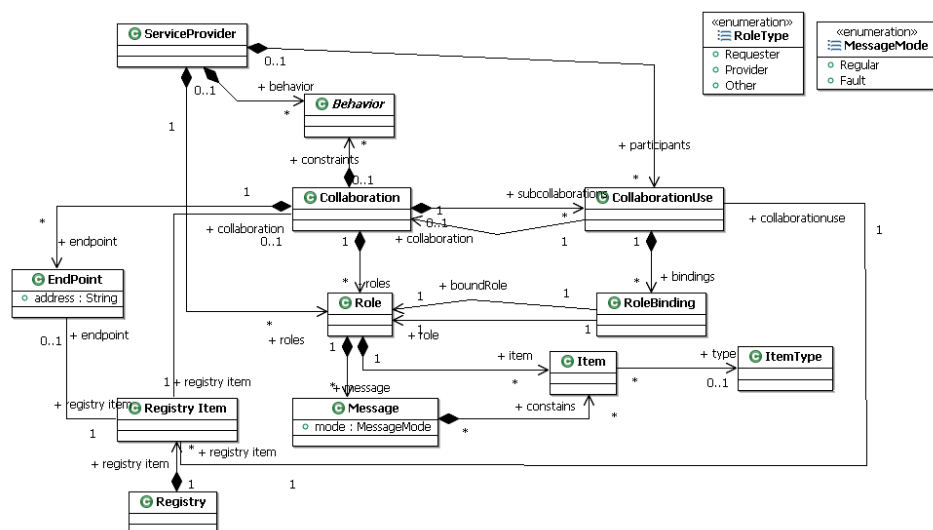 ServiceProvider
«enumeration»
RoleType
Requester
Provider
Other
«enumeration»
MessageMode
Regular
Fault
0..1
0..1
+ behavior
*
1
Behavior
*
+ constraints
0..1
+ participants
*
1
Collaboration
1
+ subcollaborations
*
CollaborationUse
+ collaborationuse
1
*
+ endpoint
+ collaboration
0..1
1
0..1
+ collaboration
1
1
EndPoint
address : String
0..1
+ endpoint
* +roles
+ boundRole
1
1
* + bindings
Role
RoleBinding
* + roles
1
+ role
1
1
1
+ item
*
Item
*
+ type
0..1
ItemType
1 + registry item
+ registry item
1
Registry Item
* + message
Message
mode : MessageMode
*
+ constains
*
*
+ registry item
+ registry item
1
1
Registry